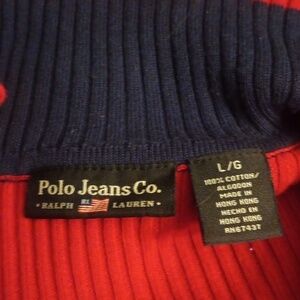 Polo Jeans Co.
• RALPH LAUREN •
L/G
100% COTTON/
ALGODON
MADE IN
HONG KONG
HECHO EN
HONG KONG
RN67437